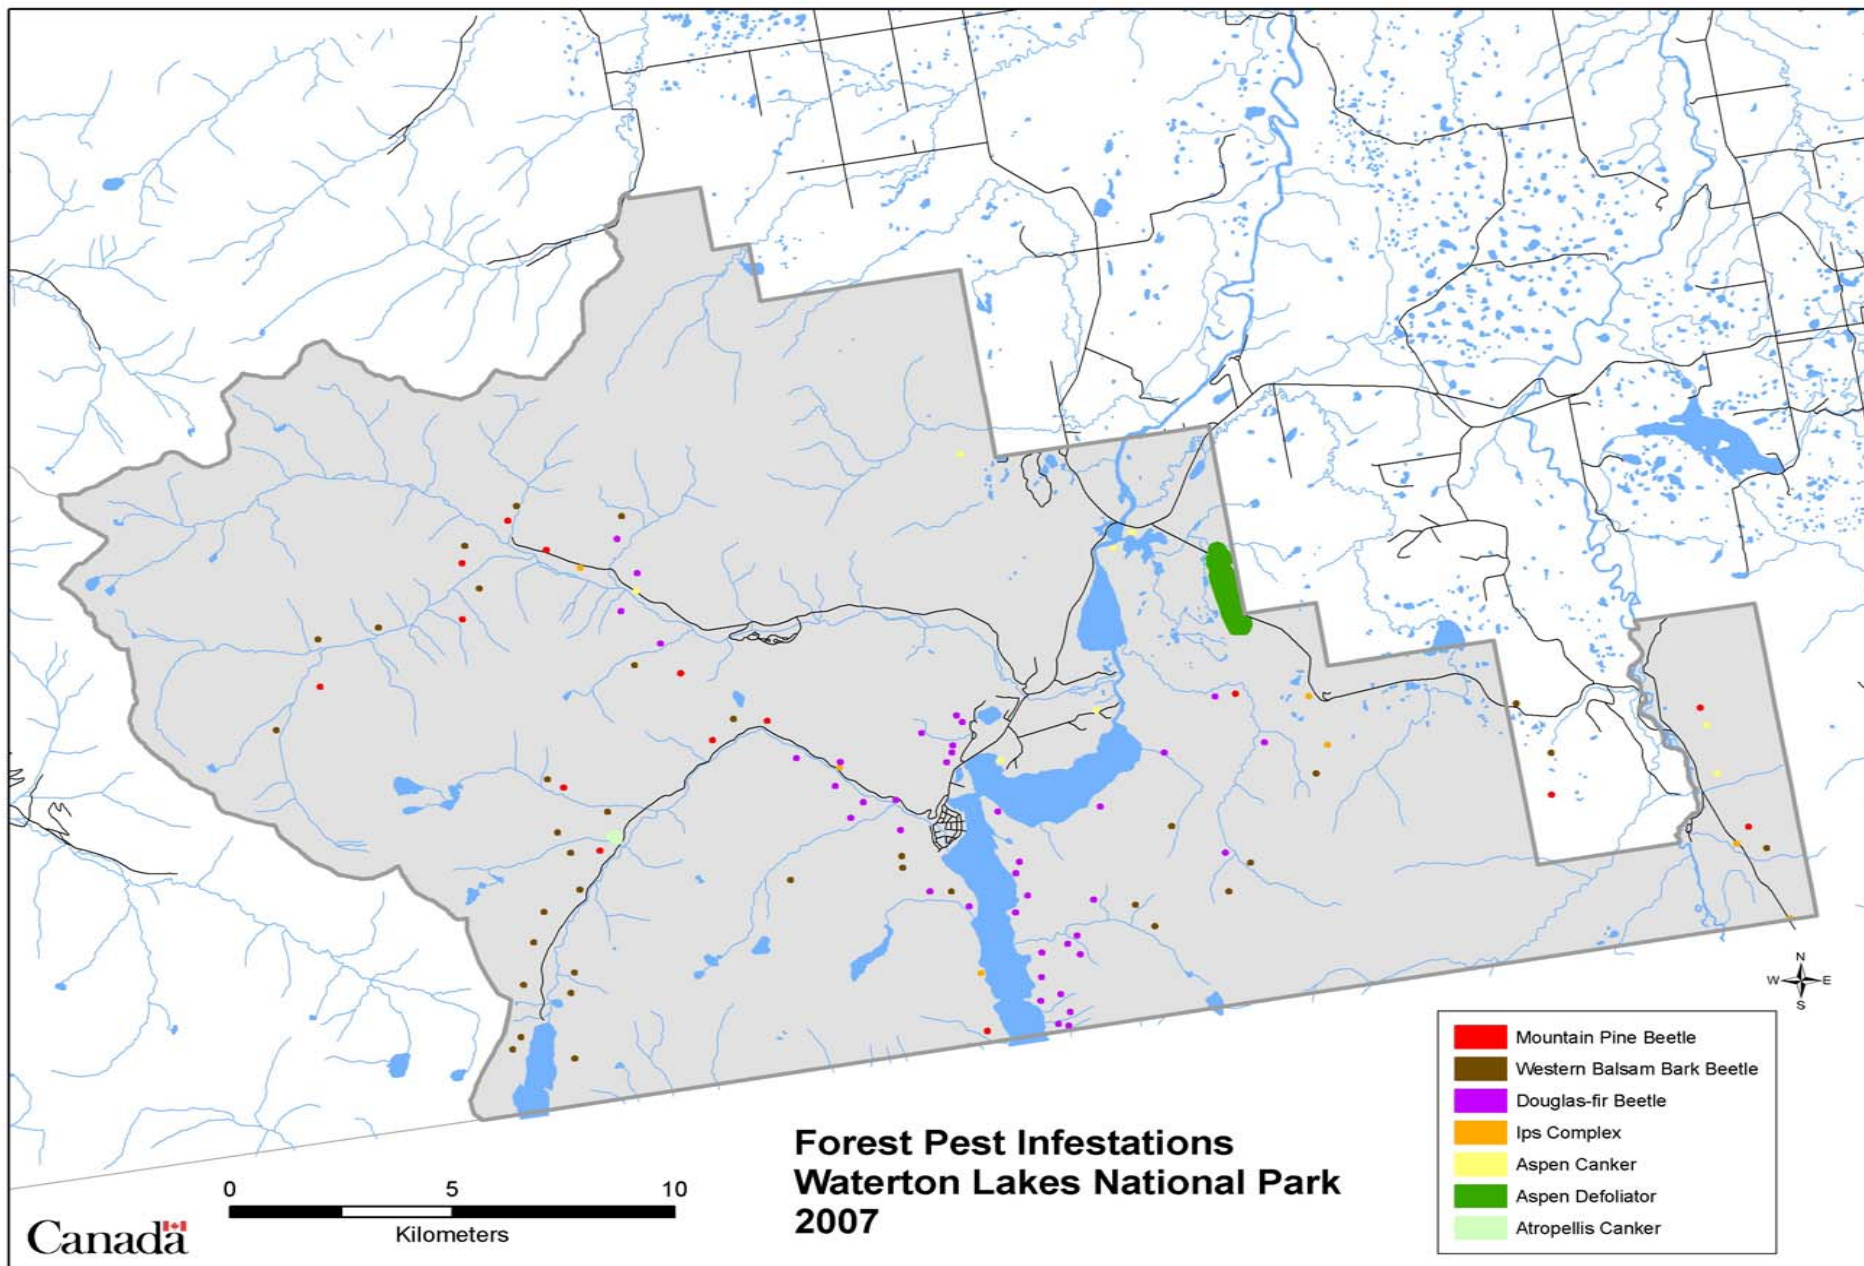 N
W E
S
Mountain Pine Beetle
Western Balsam Bark Beetle
Douglas-fir Beetle
Ips Complex
Aspen Canker
Aspen Defoliator
Atropellis Canker
Forest Pest Infestations
Waterton Lakes National Park
2007
0 5 10
Kilometers
Canada